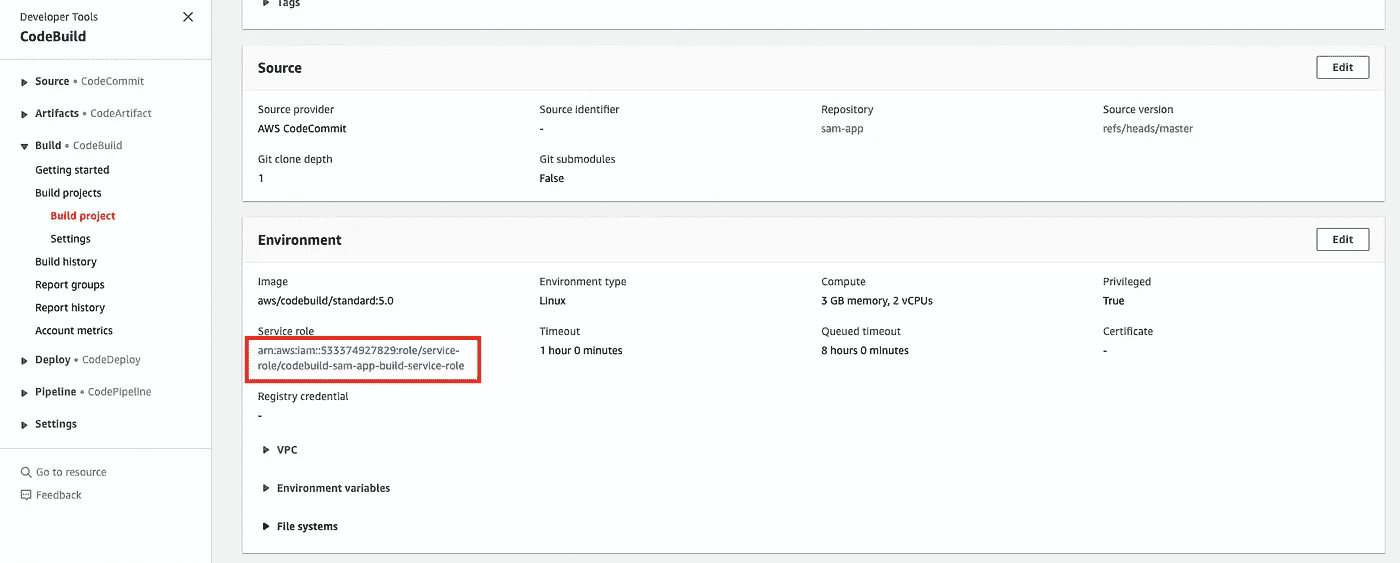 Developer Tools
CodeBuild
Source • CodeCommit
Artifacts • CodeArtifact
Build • CodeBuild
Getting started
Build projects
Build project
Settings
Build history
Report groups
Report history
Account metrics
Deploy • CodeDeploy
Pipeline • CodePipeline
Settings
Go to resource
Feedback
Tags
Source
Edit
Source provider
AWS CodeCommit
Source identifier
-
Repository
sam-app
Source version
refs/heads/master
Git clone depth
1
Git submodules
False
Environment
Edit
Image
aws/codebuild/standard:5.0
Environment type
Linux
Compute
3 GB memory, 2 vCPUs
Privileged
True
Service role
arn:aws:iam::533374927829:role/service-
role/codebuild-sam-app-build-service-role
Timeout
1 hour 0 minutes
Queued timeout
8 hours 0 minutes
Certificate
-
Registry credential
-
VPC
Environment variables
File systems